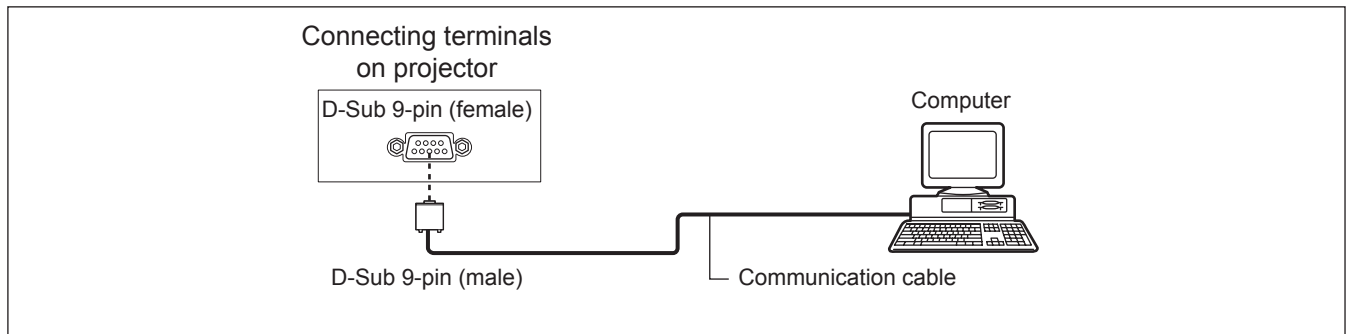 Connecting terminals
on projector
D-Sub 9-pin (female)
Computer
D-Sub 9-pin (male)
Communication cable